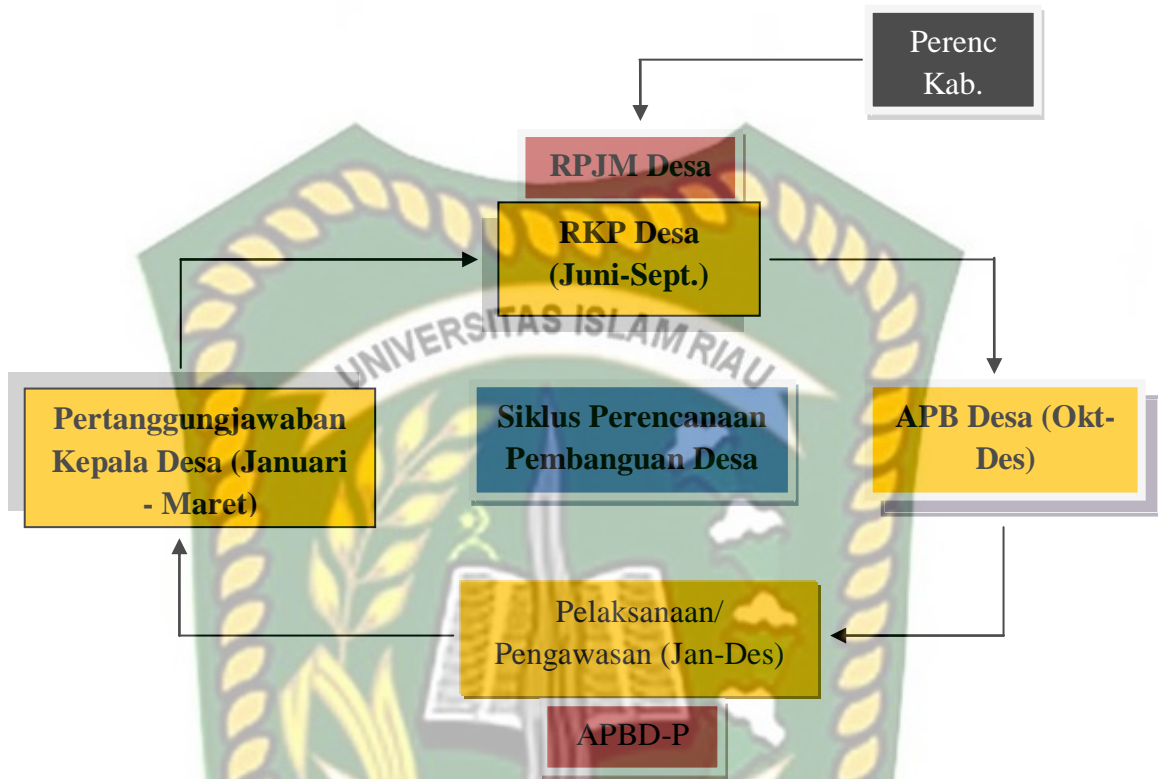 Perenc
Kab.
RPJM Desa
RKP Desa
(Juni-Sept.)
UNIVERSITAS ISLAM RIAU
Pertanggungjawaban
Kepala Desa (Januari
- Maret)
Siklus Perencanaan
Pembanguan Desa
APB Desa (Okt-
Des)
Pelaksanaan/
Pengawasan (Jan-Des)
APBD-P